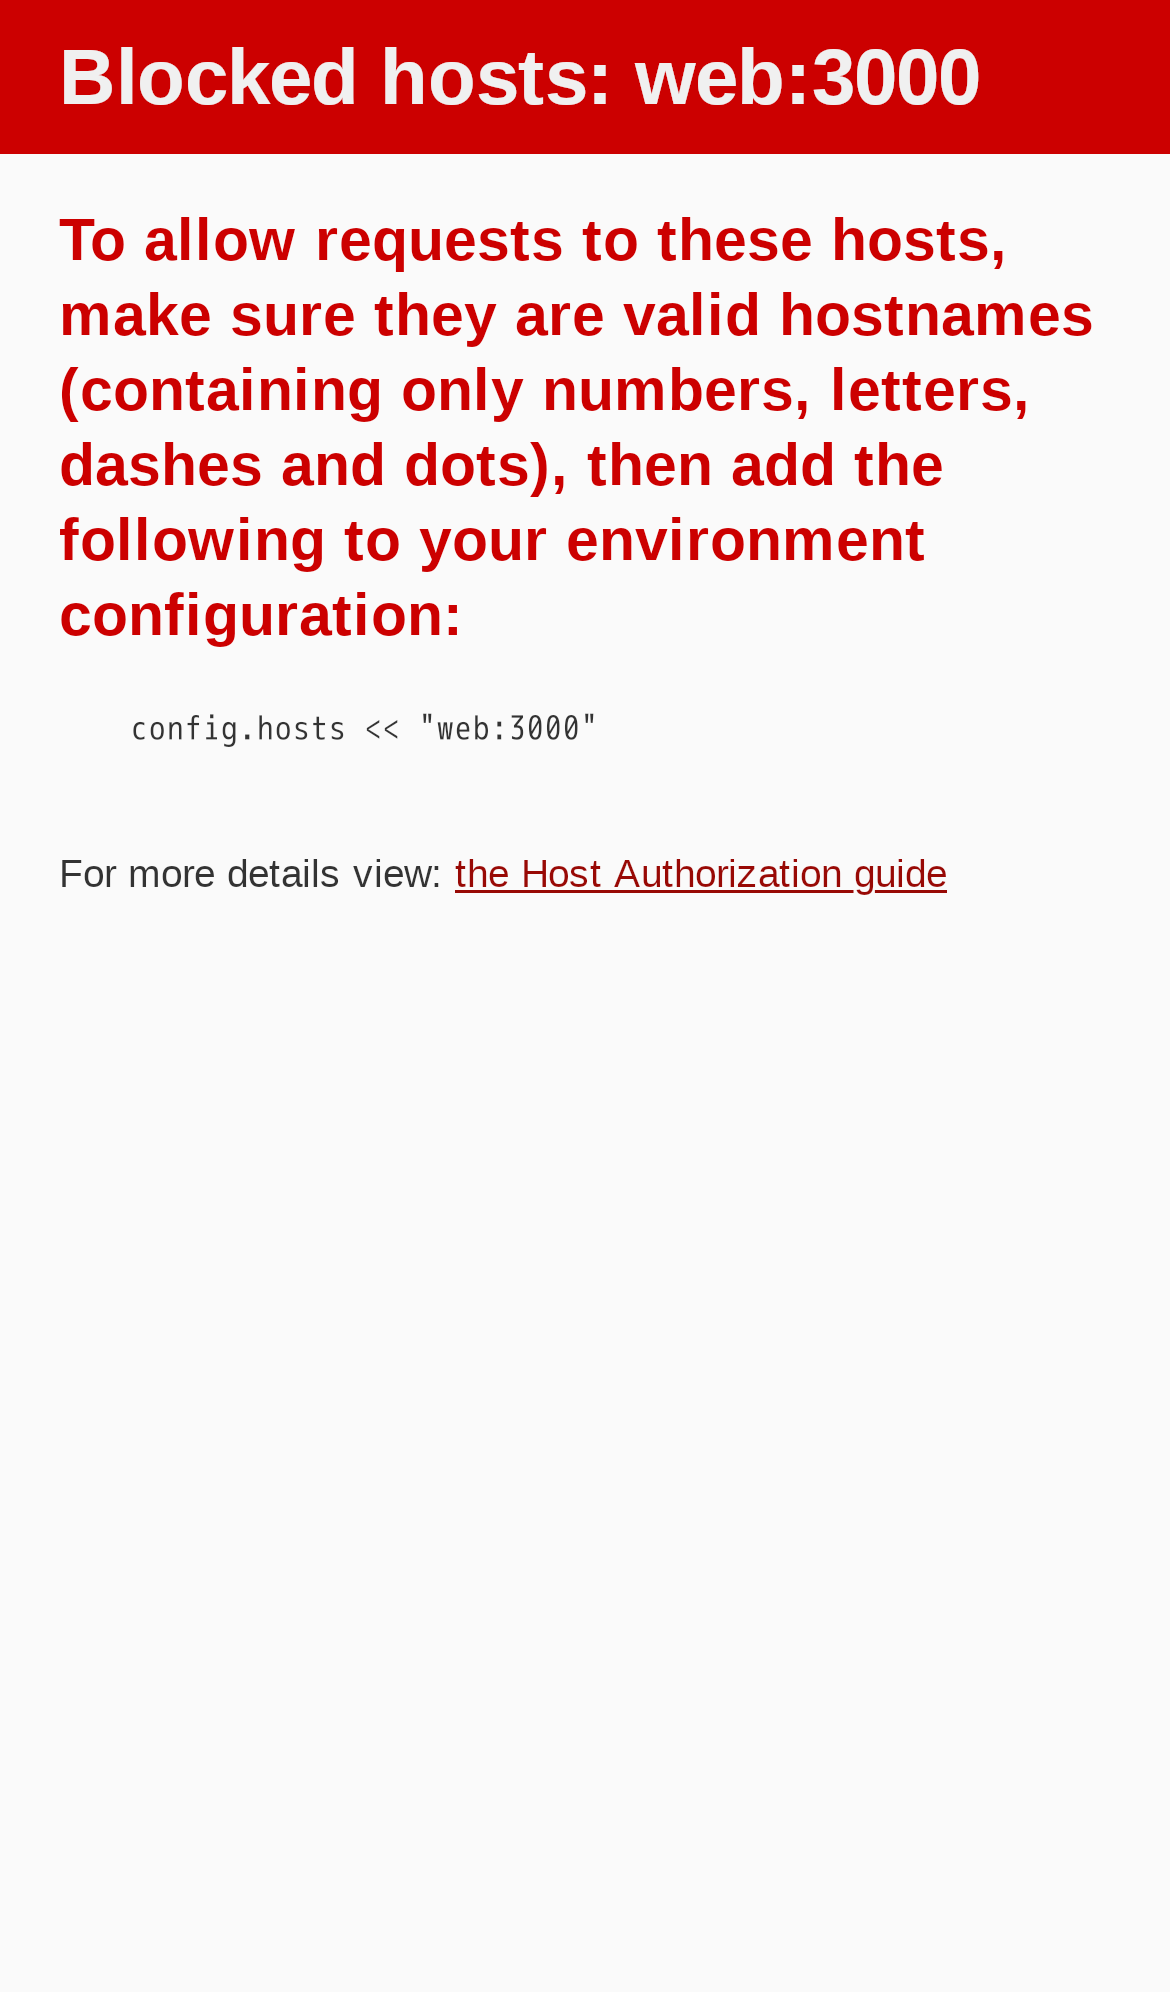 Blocked hosts: web:3000
To allow requests to these hosts,
make sure they are valid hostnames
(containing only numbers, letters,
dashes and dots), then add the
following to your environment
configuration:
config.hosts << "web:3000"
For more details view: the Host Authorization guide